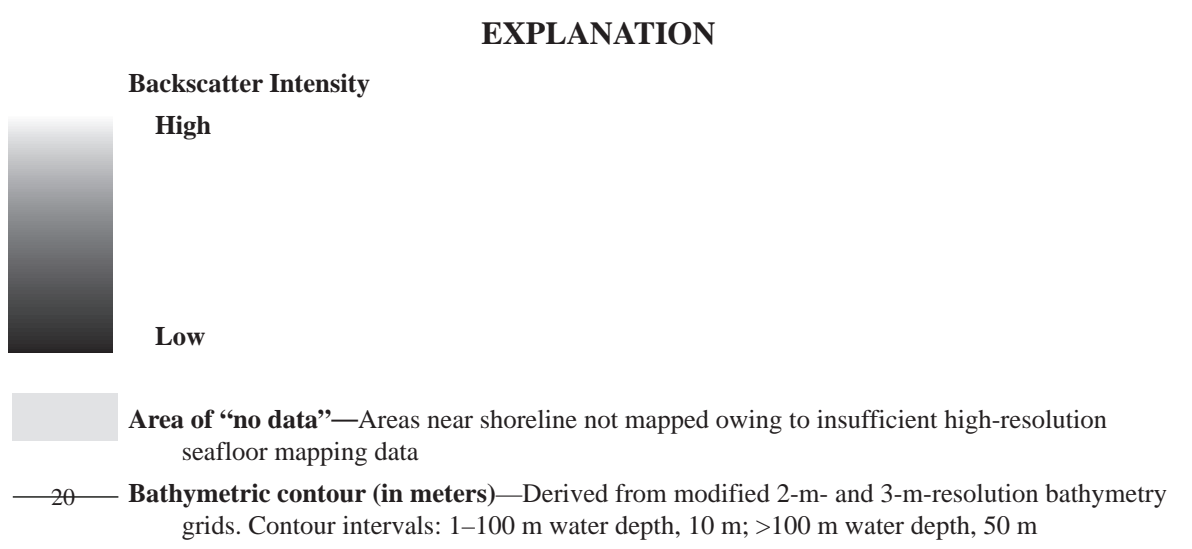 EXPLANATION
Backscatter Intensity
High
Low
Area of “no data”—Areas near shoreline not mapped owing to insufficient high-resolution
seafloor mapping data
20
Bathymetric contour (in meters)—Derived from modified 2-m- and 3-m-resolution bathymetry
grids. Contour intervals: 1–100 m water depth, 10 m; >100 m water depth, 50 m